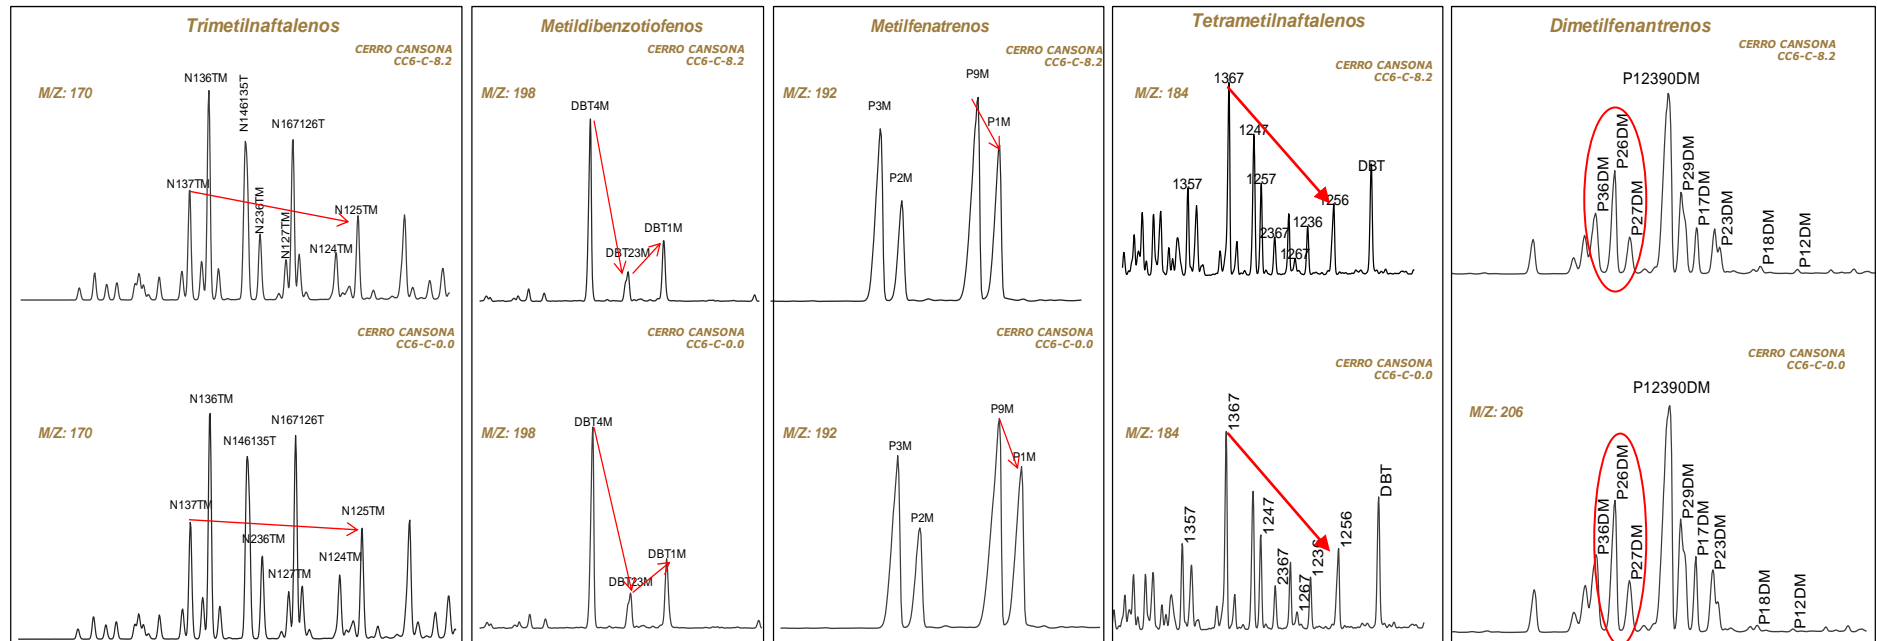 Trimetilnaftalenos
CERRO CANSONA
CC6-C-8.2
M/Z: 170
N136TM
N146135T
N167126T
N137TM
N236TM
N127TM
N124TM
N125TM
CERRO CANSONA
CC6-C-0.0
M/Z: 170
N136TM
N146135T
N167126T
N137TM
N236TM
N127TM
N124TM
N125TM
Metildibenzotiofenos
CERRO CANSONA
CC6-C-8.2
M/Z: 198
DBT4M
DBT23M
DBT1M
CERRO CANSONA
CC6-C-0.0
M/Z: 198
DBT4M
DBT23M
DBT1M
Metilfenatrenos
CERRO CANSONA
CC6-C-8.2
M/Z: 192
P3M
P2M
P9M
P1M
CERRO CANSONA
CC6-C-0.0
M/Z: 192
P3M
P2M
P9M
P1M
Tetrametilnaftalenos
CERRO CANSONA
CC6-C-8.2
M/Z: 184
1357
1367
1247
1257
2367
1267
1236
1256
DBT
CERRO CANSONA
CC6-C-0.0
M/Z: 184
1357
1367
1247
2367
1267
1236
1256
DBT
Dimetilfenantrenos
CERRO CANSONA
CC6-C-8.2
P12390DM
P36DM
P26DM
P27DM
P29DM
P17DM
P23DM
P18DM
P12DM
CERRO CANSONA
CC6-C-0.0
M/Z: 206
P12390DM
P36DM
P26DM
P27DM
P29DM
P17DM
P23DM
P18DM
P12DM